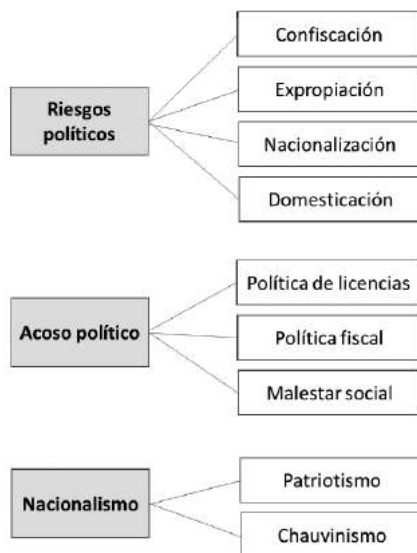 Riesgos
políticos
Confiscación
Expropiación
Nacionalización
Domesticación
Acoso político
Política de licencias
Política fiscal
Malestar social
Nacionalismo
Patriotismo
Chauvinismo